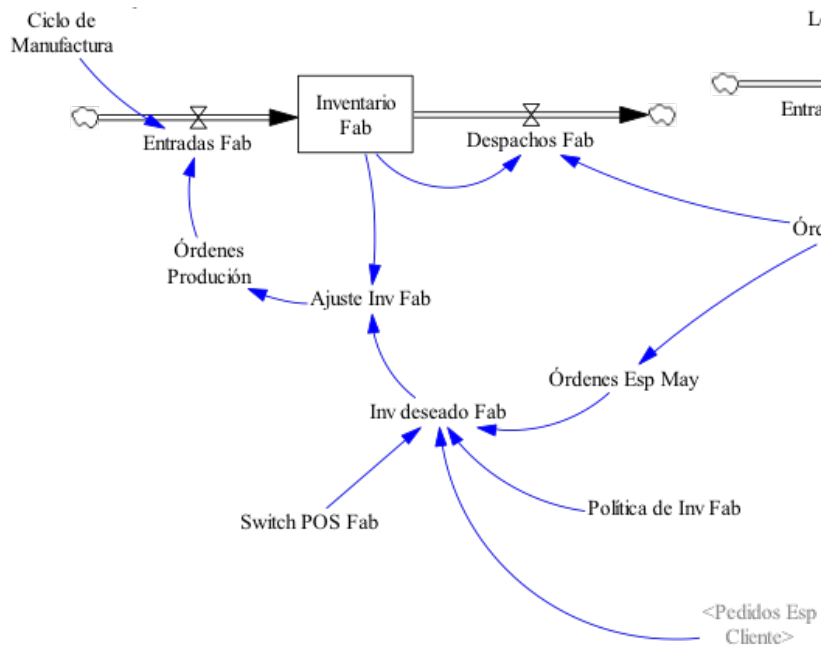 Ciclo de
Manufactura
Inventario
Fab
Entradas Fab
Despachos Fab
Órdenes
Produción
Ajuste Inv Fab
Órdenes Esp May
Inv deseado Fab
Switch POS Fab
Política de Inv Fab
<Pedidos Esp
Cliente>